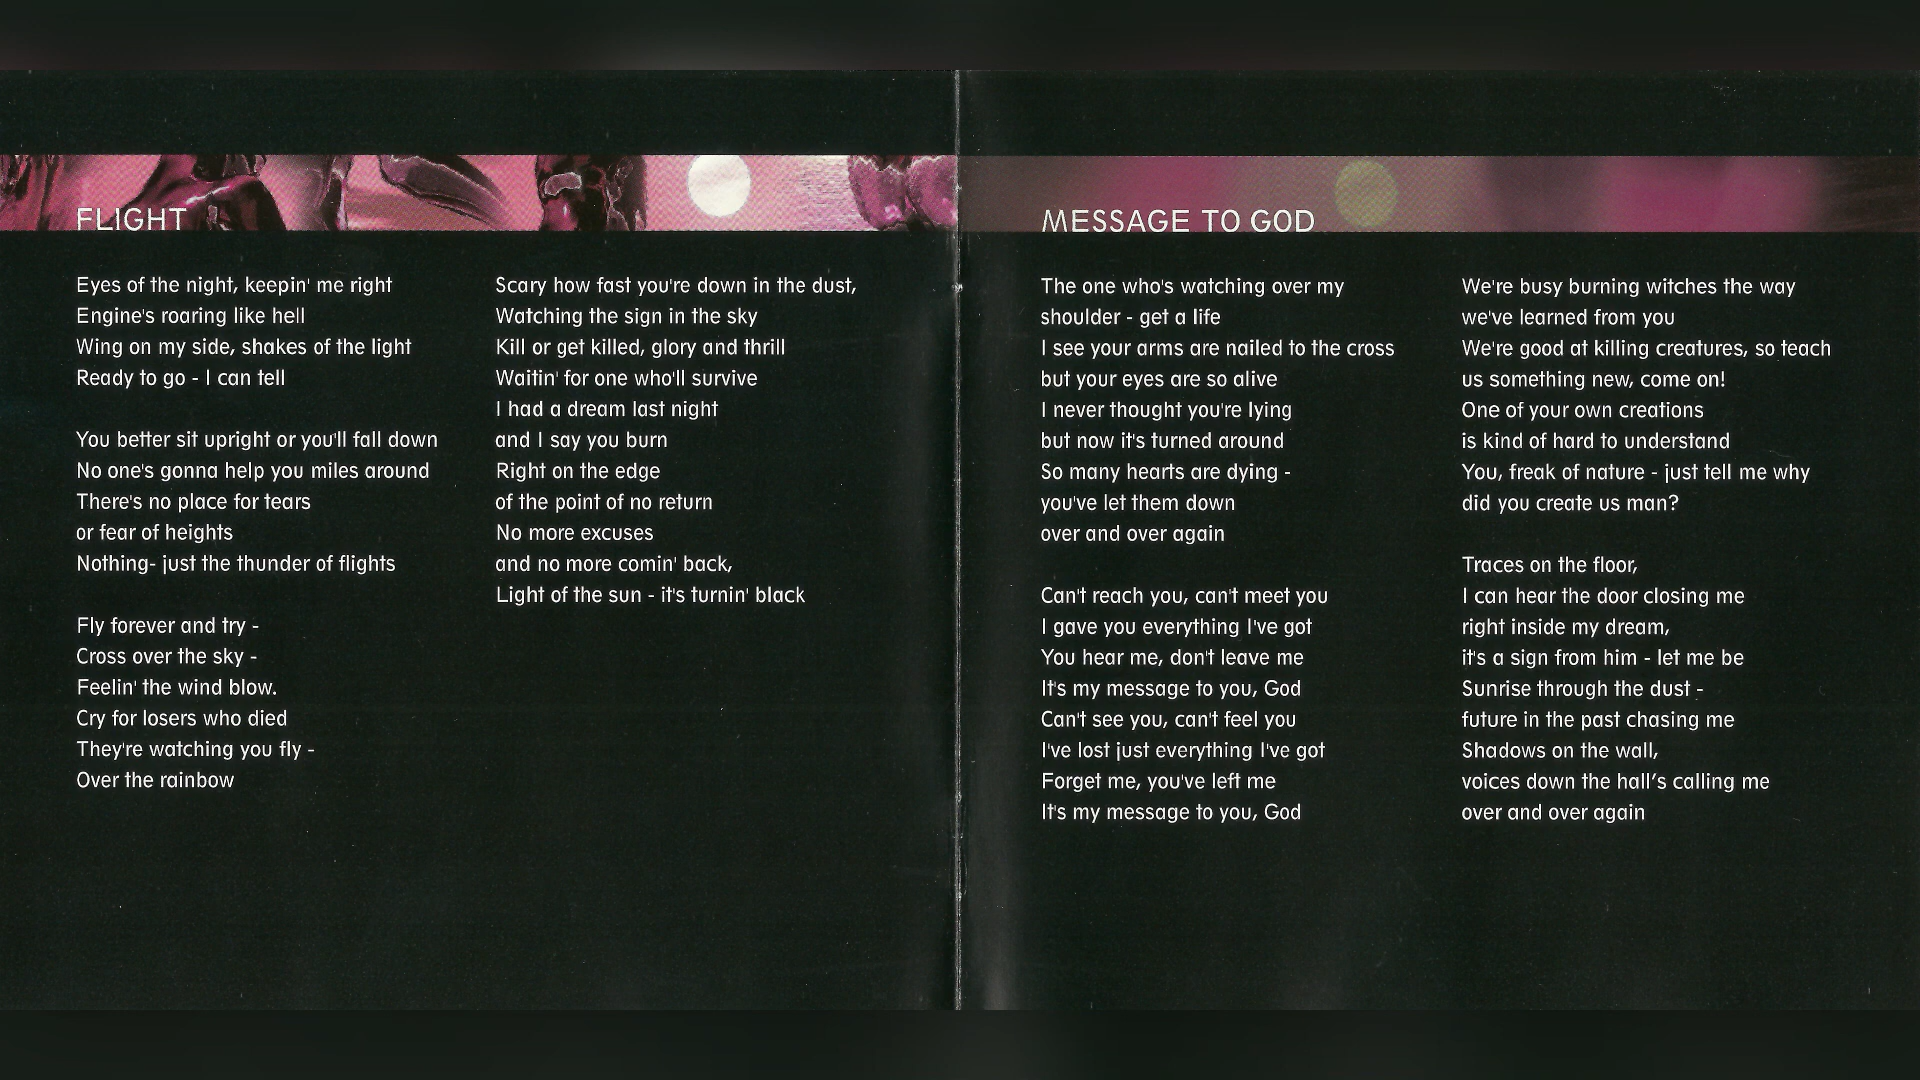 FLIGHT
Eyes of the night, keepin' me right
Engine's roaring like hell
Wing on my side, shakes of the light
Ready to go - I can tell
You better sit upright or you'll fall down
No one's gonna help you miles around
There's no place for tears
or fear of heights
Nothing- just the thunder of flights
Fly forever and try -
Cross over the sky -
Feelin' the wind blow.
Cry for losers who died
They're watching you fly -
Over the rainbow
Scary how fast you're down in the dust,
Watching the sign in the sky
Kill or get killed, glory and thrill
Waitin' for one who'll survive
I had a dream last night
and I say you burn
Right on the edge
of the point of no return
No more excuses
and no more comin' back,
Light of the sun - it's turnin' black
MESSAGE TO GOD
The one who's watching over my
shoulder - get a life
I see your arms are nailed to the cross
but your eyes are so alive
I never thought you're lying
but now it's turned around
So many hearts are dying -
you've let them down
over and over again
Can't reach you, can't meet you
I gave you everything I've got
You hear me, don't leave me
It's my message to you, God
Can't see you, can't feel you
I've lost just everything I've got
Forget me, you've left me
It's my message to you, God
We're busy burning witches the way
we've learned from you
We're good at killing creatures, so teach
us something new, come on!
One of your own creations
is kind of hard to understand
You, freak of nature - just tell me why
did you create us man?
Traces on the floor,
I can hear the door closing me
right inside my dream,
it's a sign from him - let me be
Sunrise through the dust -
future in the past chasing me
Shadows on the wall,
voices down the hall's calling me
over and over again